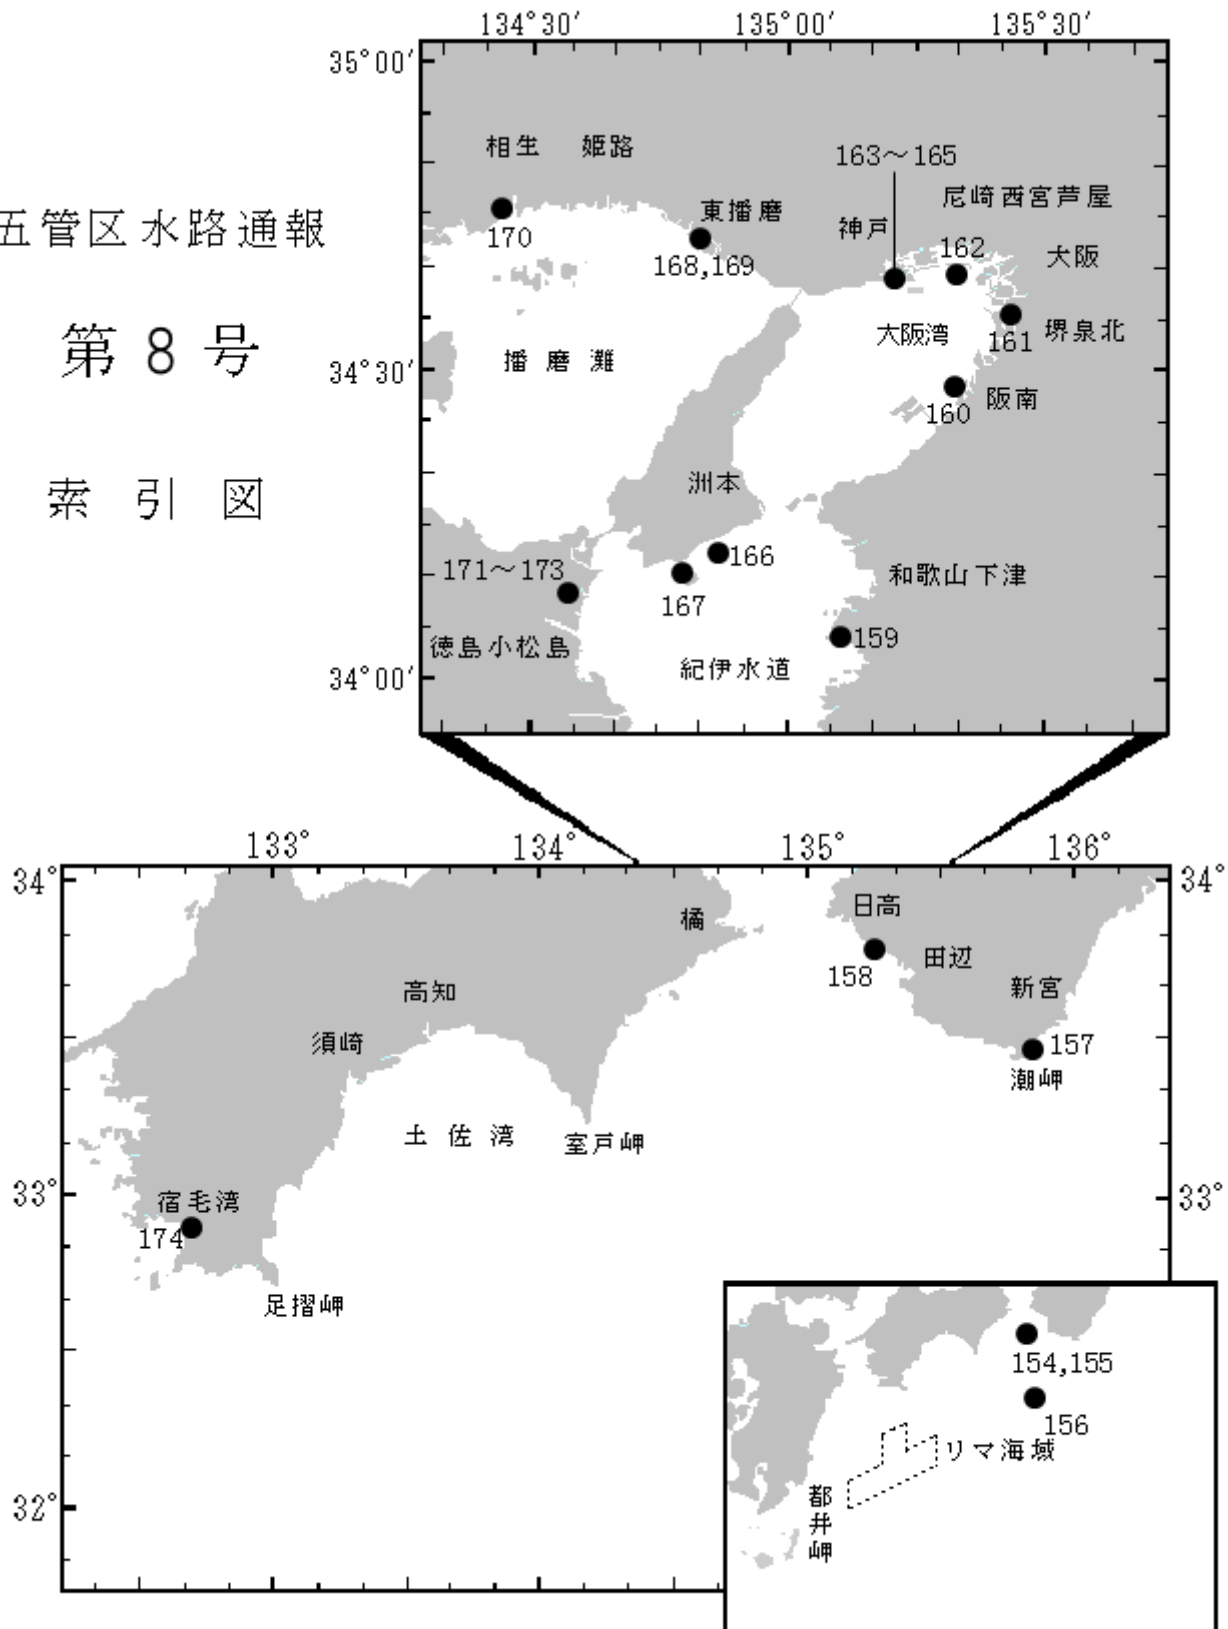 134°30′ 135°00′ 135°30′
35°00′
相生 姫路
163～165
尼崎西宮芦屋
東播磨
神戸
五管区水路通報
170
162
大阪
168,169
第 8 号
大阪湾
161
堺泉北
播磨灘
34°30′
160
阪南
索引図
洲本
171～173
166
和歌山下津
167
159
徳島小松島
紀伊水道
34°00′
133° 134° 135° 136°
34°
34°
橘
日高
158
田辺
高知
新宮
須崎
157
潮岬
土佐湾
室戸岬
33°
33°
宿毛湾
174
足摺岬
154,155
156
リマ海域
都井岬
32°